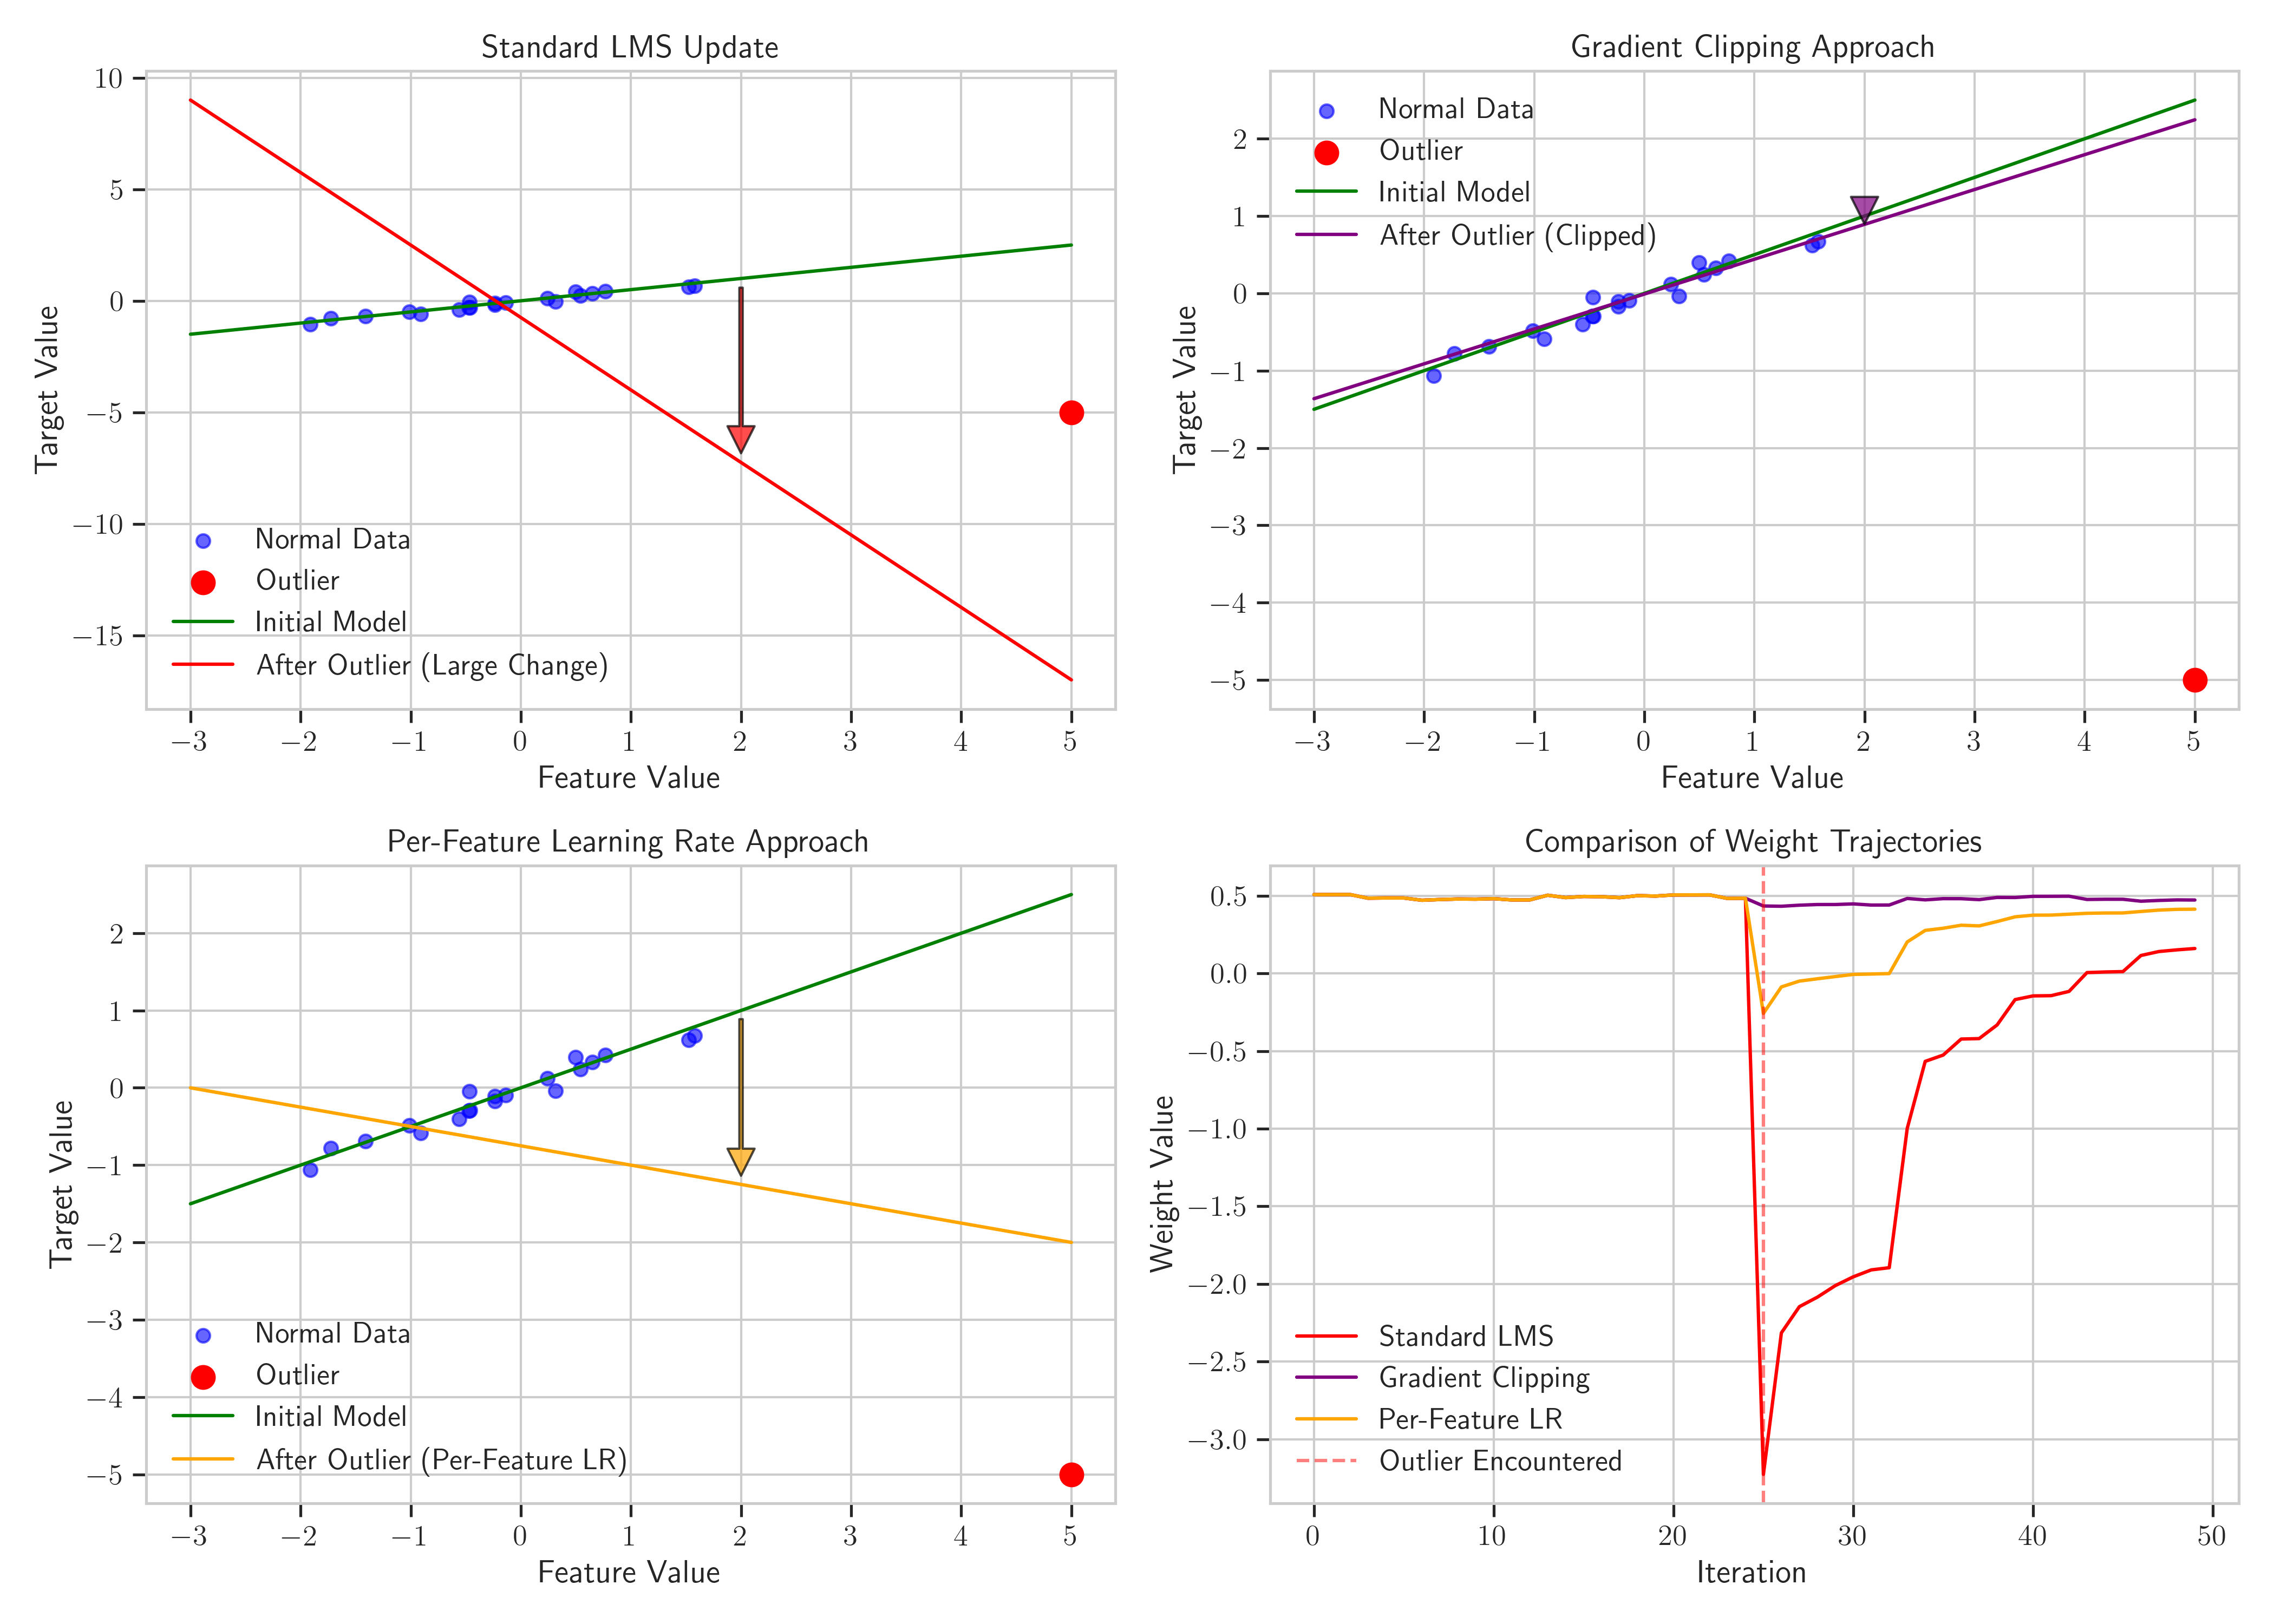 Standard LMS Update
10
5
0
−5
−10
−15
Target Value
Normal Data
Outlier
Initial Model
After Outlier (Large Change)
−3 −2 −1 0 1 2 3 4 5
Feature Value
Gradient Clipping Approach
Normal Data
Outlier
Initial Model
After Outlier (Clipped)
2
1
0
−1
−2
−3
−4
−5
Target Value
−3 −2 −1 0 1 2 3 4 5
Feature Value
Per-Feature Learning Rate Approach
2
1
0
−1
−2
−3
−4
−5
Target Value
Normal Data
Outlier
Initial Model
After Outlier (Per-Feature LR)
−3 −2 −1 0 1 2 3 4 5
Feature Value
Comparison of Weight Trajectories
0.5
0.0
−0.5
−1.0
−1.5
−2.0
−2.5
−3.0
Weight Value
Standard LMS
Gradient Clipping
Per-Feature LR
Outlier Encountered
0 10 20 30 40 50
Iteration